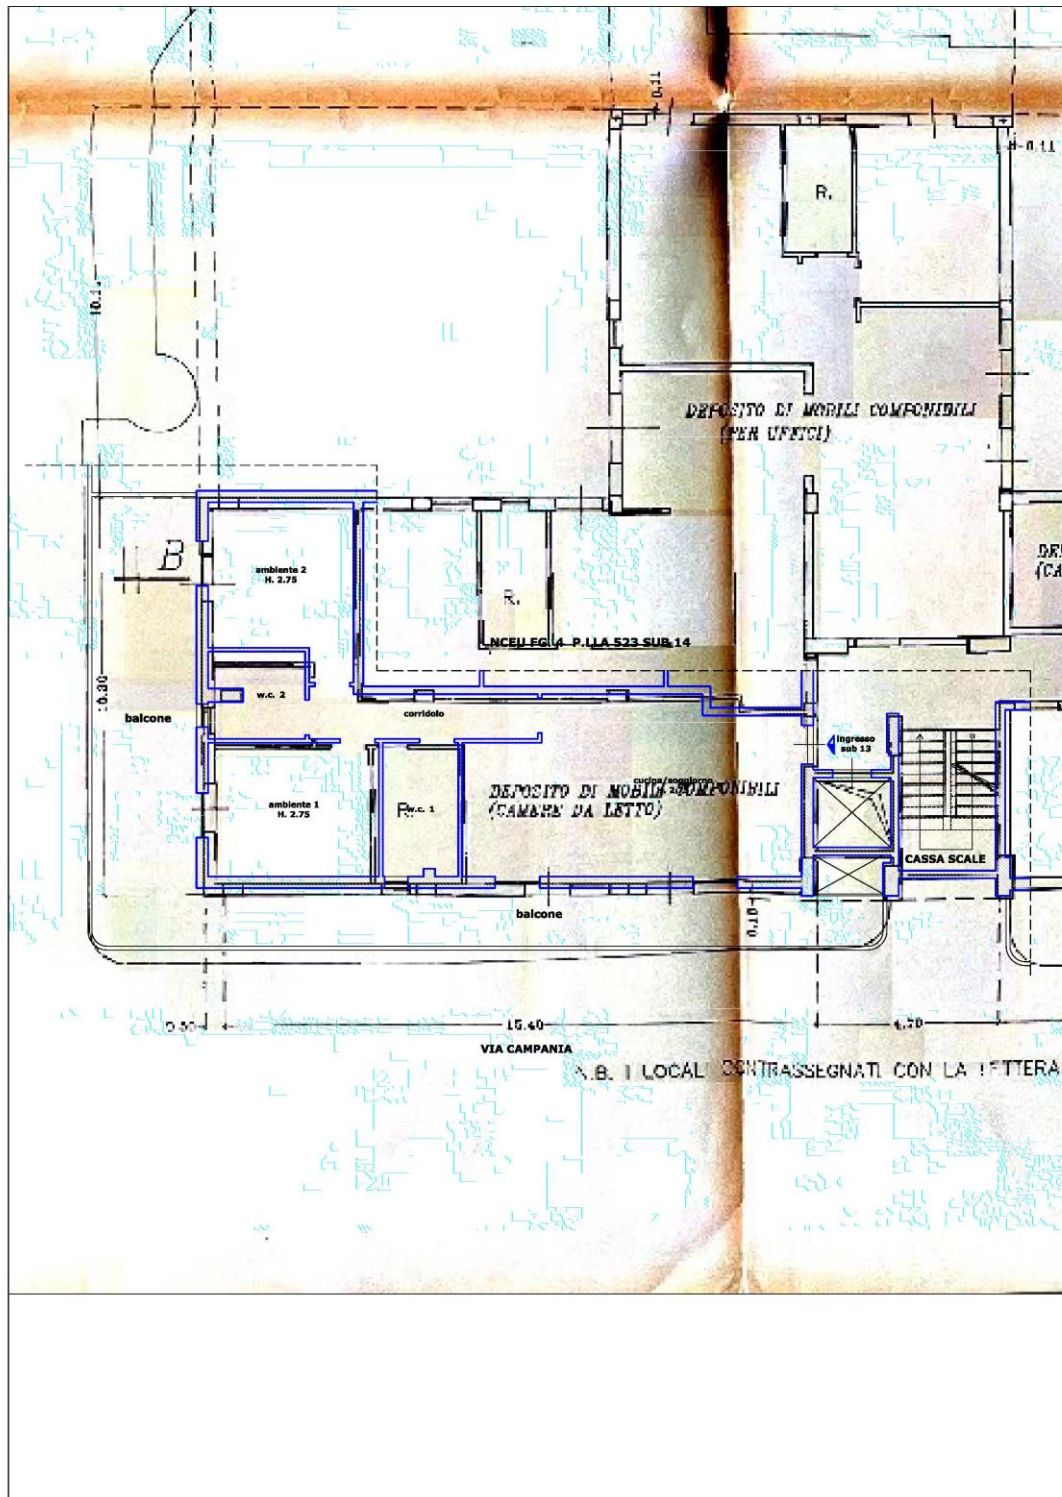 0.11
R.
0.11
DEPOSITO DI MOBILI COMPONIBILI
(PER UFFICI)
B
ambiente 2
H. 2.75
R.
NCEU FG. 4 P.LLA 523 SUB 14
w.c. 2
10.30
balcone
corridoio
ingresso
sub 13
cucina/soggiorno
DEPOSITO DI MOBILI COMPONIBILI
(CAMERE DA LETTO)
ambiente 1
H. 2.75
R.
w.c. 1
CASSA SCALE
balcone
0.10
0.50
15.40
4.70
VIA CAMPANIA
N.B. I LOCALI CONTRASSEGNATI CON LA LETTERA